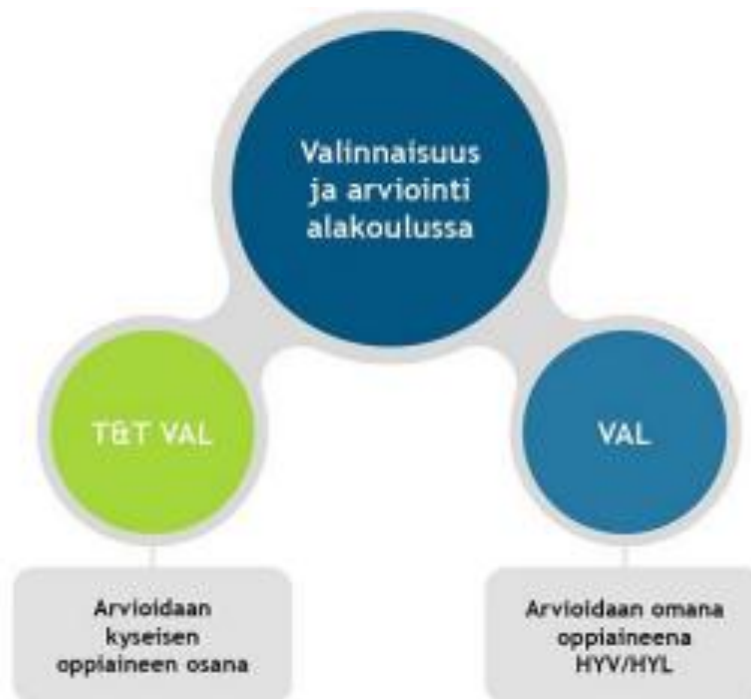 Valinnaisuus
ja arviointi
alakoulussa
T&T VAL
VAL
Arvioidaan
kyseisen
oppiaineen osana
Arvioidaan omana
oppiaineena
HYV/HYL